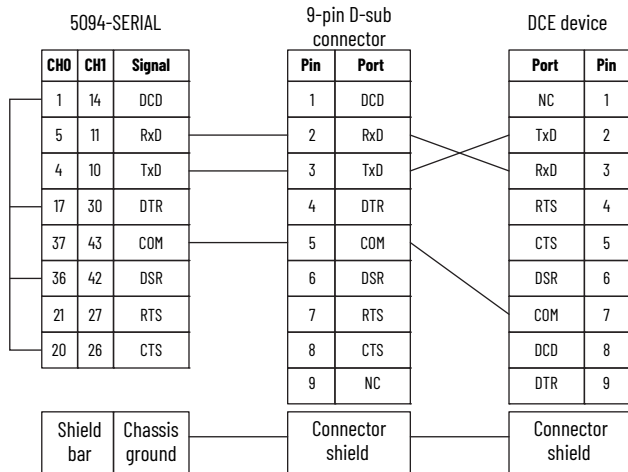 5094-SERIAL
9-pin D-sub
connector
DCE device
CH0 CH1 Signal
1 14 DCD
5 11 RxD
4 10 TxD
17 30 DTR
37 43 COM
36 42 DSR
21 27 RTS
20 26 CTS
Shield
bar
Chassis
ground
Pin Port
1 DCD
2 RxD
3 TxD
4 DTR
5 COM
6 DSR
7 RTS
8 CTS
9 NC
Connector
shield
Port Pin
NC 1
TxD 2
RxD 3
RTS 4
CTS 5
DSR 6
COM 7
DCD 8
DTR 9
Connector
shield